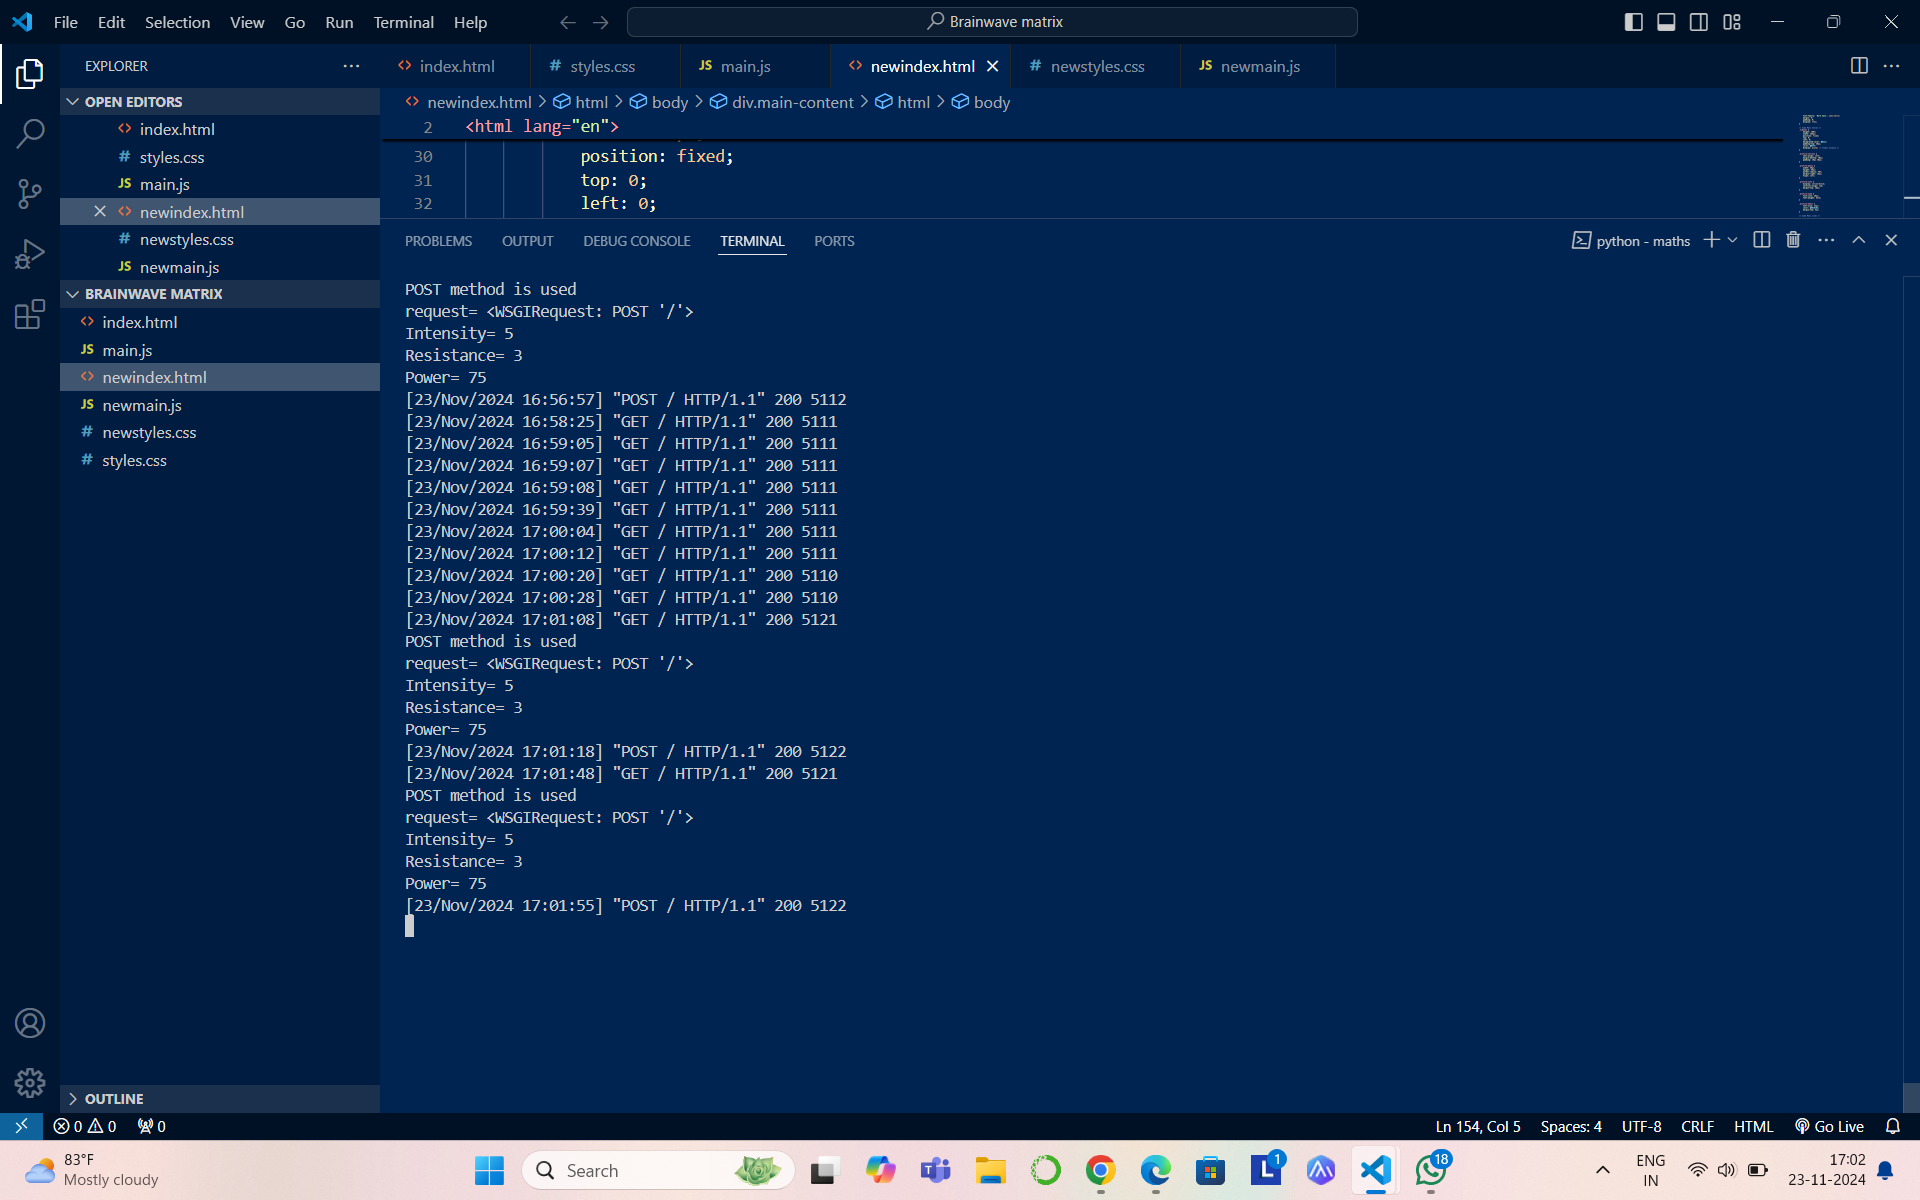 File Edit Selection View Go Run Terminal Help
Brainwave matrix
EXPLORER
index.html styles.css main.js newindex.html newstyles.css newmain.js
OPEN EDITORS
index.html
styles.css
main.js
newindex.html
newstyles.css
newmain.js
BRAINWAVE MATRIX
index.html
main.js
newindex.html
newmain.js
newstyles.css
styles.css
OUTLINE
newindex.html > html > body > div.main-content > html > body
2 <html lang="en">
30 position: fixed;
31 top: 0;
32 left: 0;
PROBLEMS OUTPUT DEBUG CONSOLE TERMINAL PORTS
python - maths
POST method is used
request= <WSGIRequest: POST '/'>
Intensity= 5
Resistance= 3
Power= 75
[23/Nov/2024 16:56:57] "POST / HTTP/1.1" 200 5112
[23/Nov/2024 16:58:25] "GET / HTTP/1.1" 200 5111
[23/Nov/2024 16:59:05] "GET / HTTP/1.1" 200 5111
[23/Nov/2024 16:59:07] "GET / HTTP/1.1" 200 5111
[23/Nov/2024 16:59:08] "GET / HTTP/1.1" 200 5111
[23/Nov/2024 16:59:39] "GET / HTTP/1.1" 200 5111
[23/Nov/2024 17:00:04] "GET / HTTP/1.1" 200 5111
[23/Nov/2024 17:00:12] "GET / HTTP/1.1" 200 5111
[23/Nov/2024 17:00:20] "GET / HTTP/1.1" 200 5110
[23/Nov/2024 17:00:28] "GET / HTTP/1.1" 200 5110
[23/Nov/2024 17:01:08] "GET / HTTP/1.1" 200 5121
POST method is used
request= <WSGIRequest: POST '/'>
Intensity= 5
Resistance= 3
Power= 75
[23/Nov/2024 17:01:18] "POST / HTTP/1.1" 200 5122
[23/Nov/2024 17:01:48] "GET / HTTP/1.1" 200 5121
POST method is used
request= <WSGIRequest: POST '/'>
Intensity= 5
Resistance= 3
Power= 75
[23/Nov/2024 17:01:55] "POST / HTTP/1.1" 200 5122
0 0 0
Ln 154, Col 5 Spaces: 4 UTF-8 CRLF HTML Go Live
83°F
Mostly cloudy
Search
1
18
ENG
IN
17:02
23-11-2024